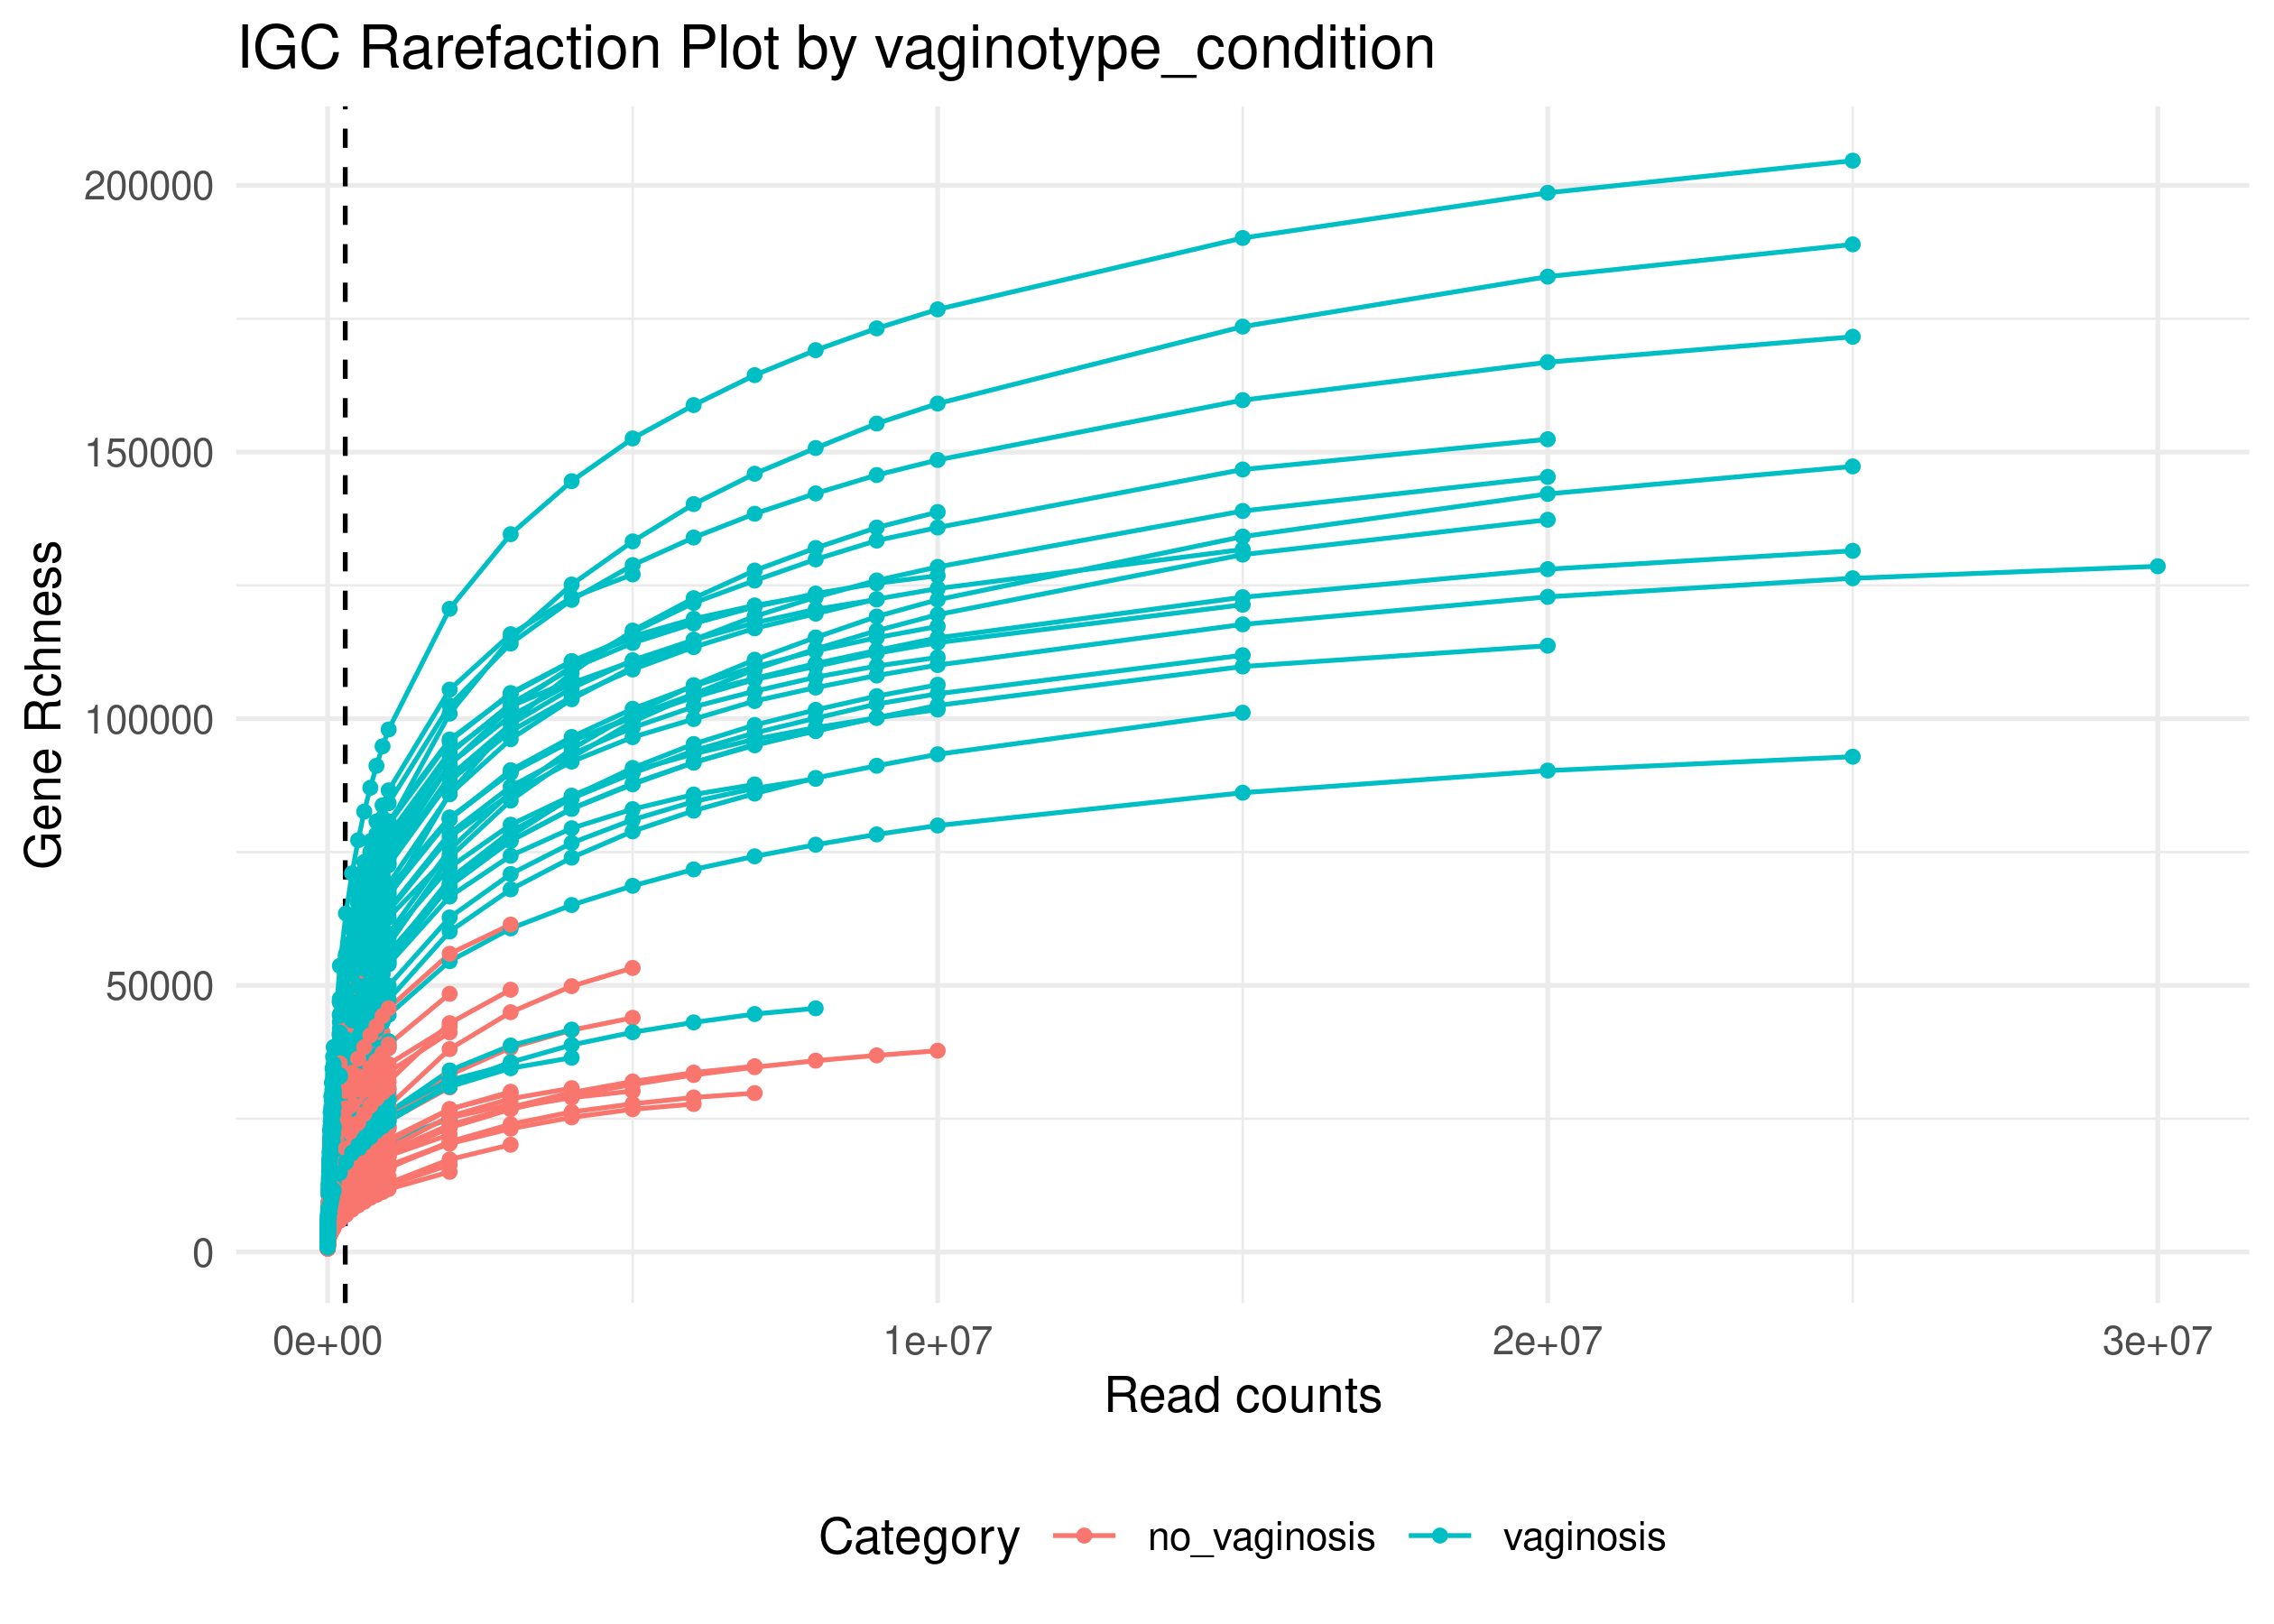 IGC Rarefaction Plot by vaginotype_condition
Gene Rchness
200000
150000
100000
50000
0
0e+00 1e+07 2e+07 3e+07
Read counts
Category no_vaginosis vaginosis